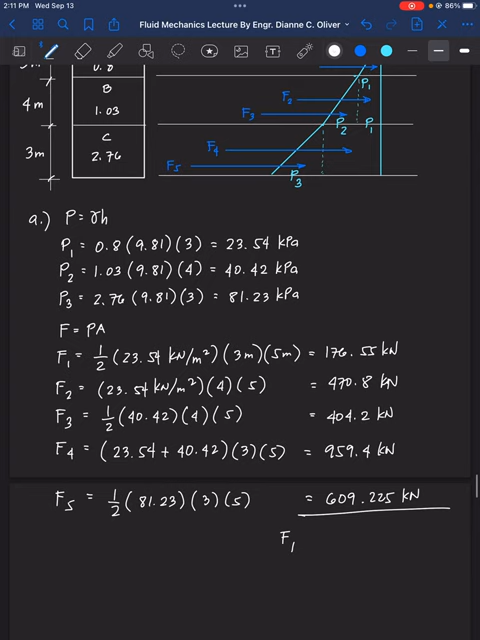 2:11 PM Wed Sep 13
86%
Fluid Mechanics Lecture By Engr. Dianne C. Oliver
0.8
P₁
B
4m
1.03
F₂
F₃
P₂ P₁
C
3m
2.76
F₄
F₅
P₃
a.) P = γh
P₁ = 0.8 (9.81)(3) = 23.54 kPa
P₂ = 1.03 (9.81)(4) = 40.42 kPa
P₃ = 2.76 (9.81)(3) = 81.23 kPa
F = PA
F₁ = 1/2 (23.54 kN/m²)(3m)(5m) = 176.55 kN
F₂ = (23.54 kN/m²)(4)(5) = 470.8 kN
F₃ = 1/2 (40.42)(4)(5) = 404.2 kN
F₄ = (23.54 + 40.42)(3)(5) = 959.4 kN
F₅ = 1/2 (81.23)(3)(5) = 609.225 kN
F₁